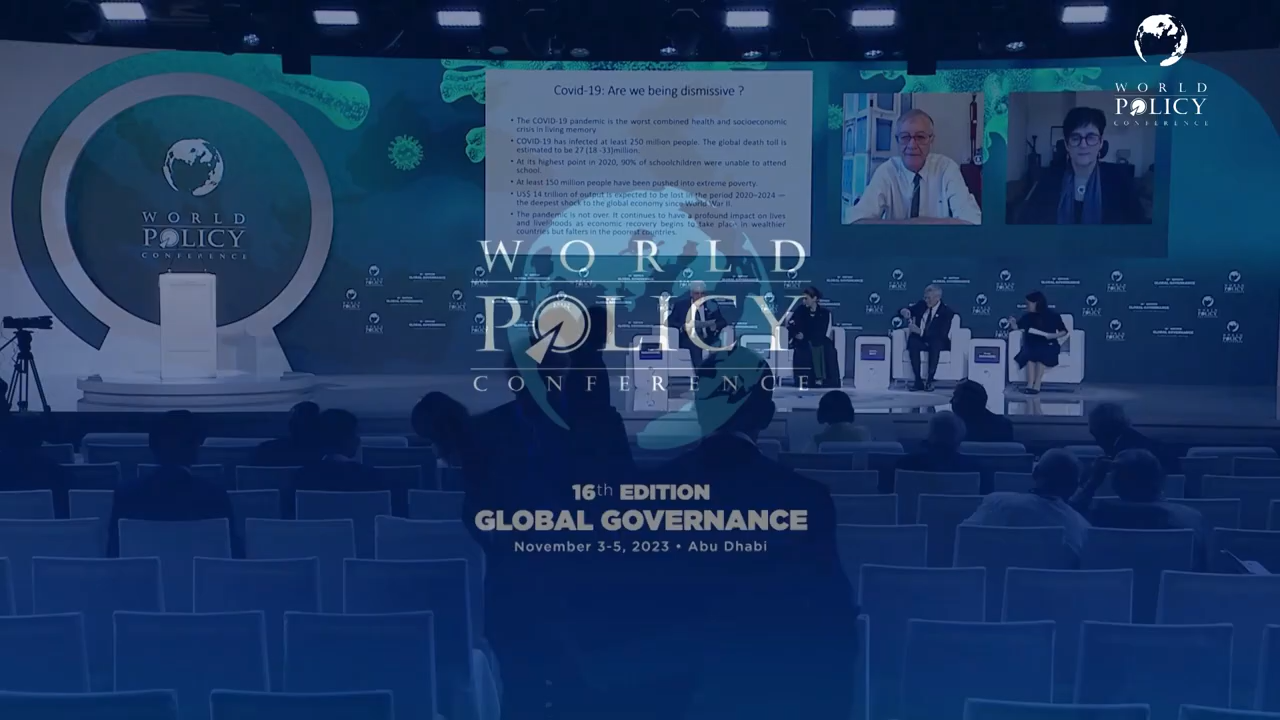 WORLD
POLICY
CONFERENCE
Covid-19: Are we being dismissive ?
• The COVID-19 pandemic is the worst combined health and socioeconomic
crisis in living memory
• COVID-19 has infected at least 250 million people. The global death toll is
estimated to be 27 (18 -33)million.
• At its highest point in 2020, 90% of schoolchildren were unable to attend
school.
• At least 150 million people have been pushed into extreme poverty.
• US$ 14 trillion of output is expected to be lost in the period 2020–2024 —
the deepest shock to the global economy since World War II.
• The pandemic is not over. It continues to have a profound impact on lives
and livelihoods as economic recovery begins to take place in wealthier
countries but falters in the poorest countries.
WORLD
POLICY
CONFERENCE
WORLD
POLICY
CONFERENCE
16th EDITION
GLOBAL GOVERNANCE
November 3-5, 2023 • Abu Dhabi